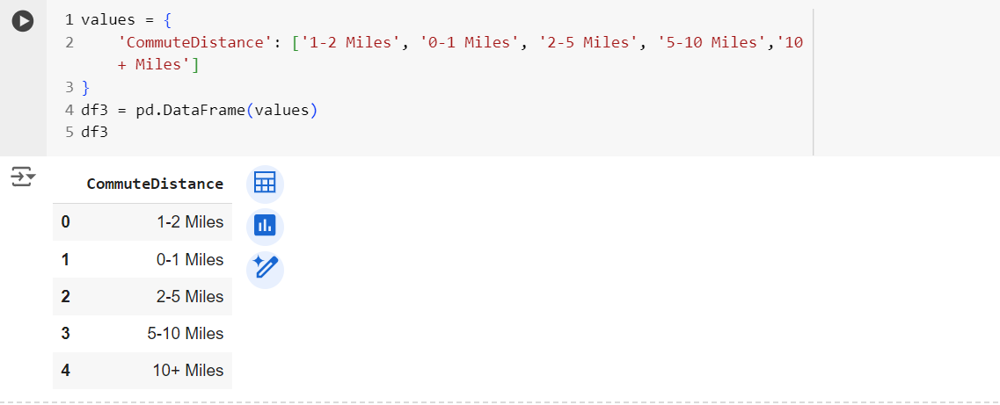 1 values = {
2 'CommuteDistance': ['1-2 Miles', '0-1 Miles', '2-5 Miles', '5-10 Miles','10
+ Miles']
3 }
4 df3 = pd.DataFrame(values)
5 df3
CommuteDistance
0 1-2 Miles
1 0-1 Miles
2 2-5 Miles
3 5-10 Miles
4 10+ Miles